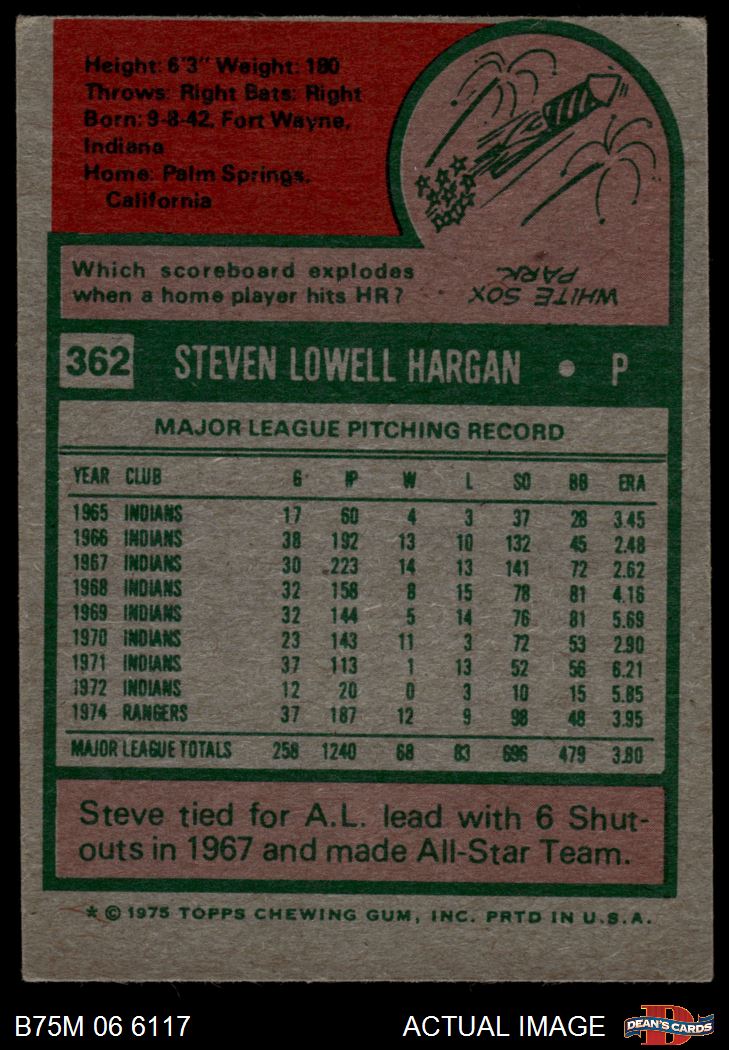 Height: 6'3" Weight: 180
Throws: Right Bats: Right
Born: 9-8-42, Fort Wayne,
Indiana
Home: Palm Springs,
California
Which scoreboard explodes
when a home player hits HR?
WHITE SOX
PARK
362 STEVEN LOWELL HARGAN • P
MAJOR LEAGUE PITCHING RECORD
YEAR CLUB G IP W L SO BB ERA
1965 INDIANS 17 60 4 3 37 28 3.45
1966 INDIANS 38 192 13 10 132 45 2.48
1967 INDIANS 30 223 14 13 141 72 2.62
1968 INDIANS 32 158 8 15 78 81 4.16
1969 INDIANS 32 144 5 14 76 81 5.69
1970 INDIANS 23 143 11 3 72 53 2.90
1971 INDIANS 37 113 1 13 52 56 6.21
1972 INDIANS 12 20 0 3 10 15 5.85
1974 RANGERS 37 187 12 9 98 48 3.95
MAJOR LEAGUE TOTALS 258 1240 68 83 696 479 3.80
Steve tied for A.L. lead with 6 Shut-
outs in 1967 and made All-Star Team.
* © 1975 TOPPS CHEWING GUM, INC. PRTD IN U.S.A.
B75M 06 6117 ACTUAL IMAGE DEAN'S CARDS